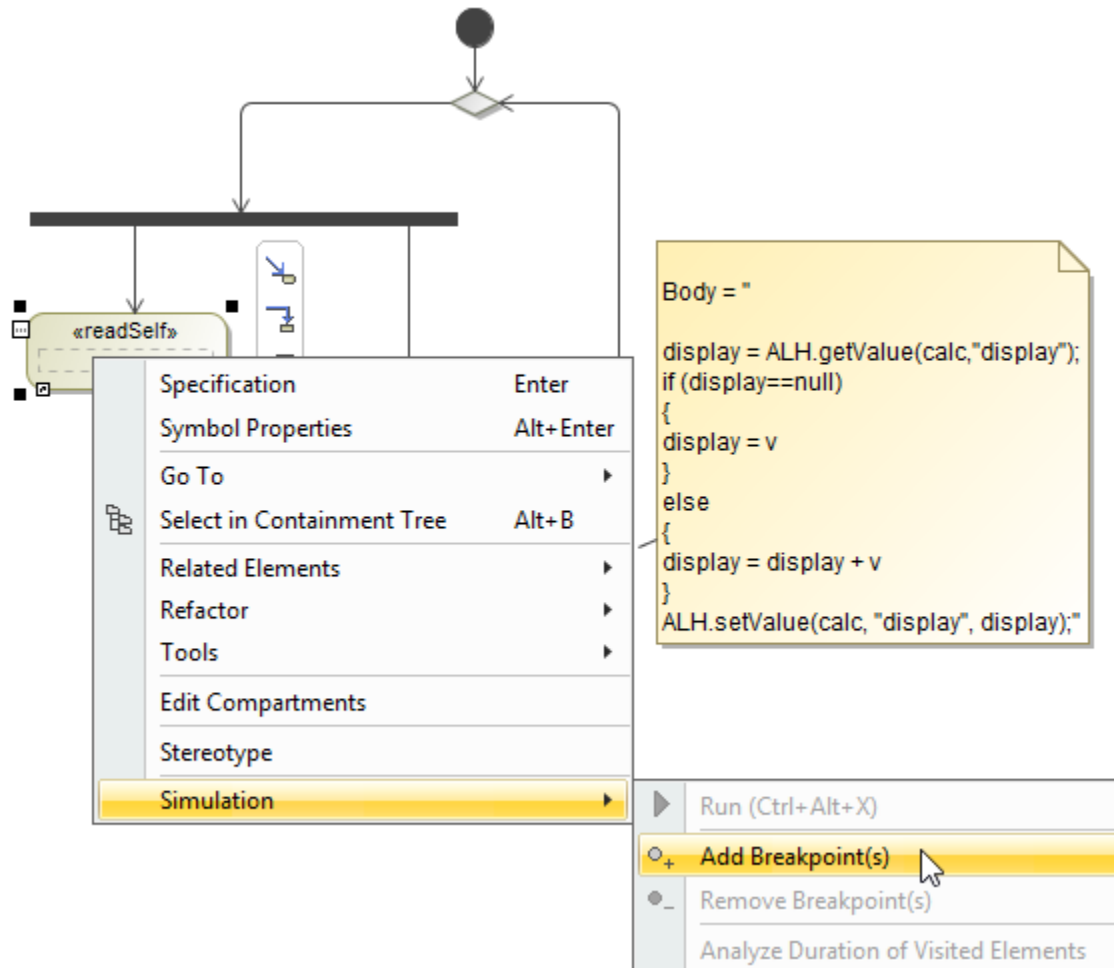 «readSelf»
Body = "
display = ALH.getValue(calc,"display");
if (display==null)
{
display = v
}
else
{
display = display + v
}
ALH.setValue(calc, "display", display);"
Specification Enter
Symbol Properties Alt+Enter
Go To
Select in Containment Tree Alt+B
Related Elements
Refactor
Tools
Edit Compartments
Stereotype
Simulation
Run (Ctrl+Alt+X)
Add Breakpoint(s)
Remove Breakpoint(s)
Analyze Duration of Visited Elements